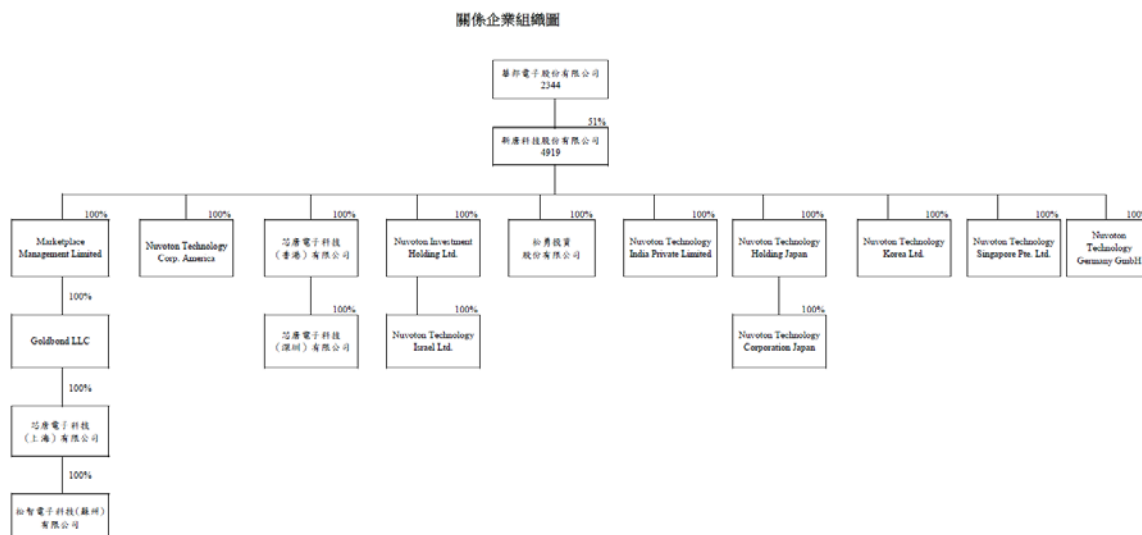 關係企業組織圖
華邦電子股份有限公司
2344
51%
新唐科技股份有限公司
4919
100%
100%
100%
100%
100%
100%
100%
100%
100%
100%
Marketplace
Management Limited
Nuvoton Technology
Corp. America
芯唐電子科技
(香港)有限公司
Nuvoton Investment
Holding Ltd.
松勇投資
股份有限公司
Nuvoton Technology
India Private Limited
Nuvoton Technology
Holding Japan
Nuvoton Technology
Korea Ltd.
Nuvoton Technology
Singapore Pte. Ltd.
Nuvoton
Technology
Germany GmbH
100%
100%
100%
100%
Goldbond LLC
芯唐電子科技
(深圳)有限公司
Nuvoton Technology
Israel Ltd.
Nuvoton Technology
Corporation Japan
100%
芯唐電子科技
(上海)有限公司
100%
松智電子科技(蘇州)
有限公司